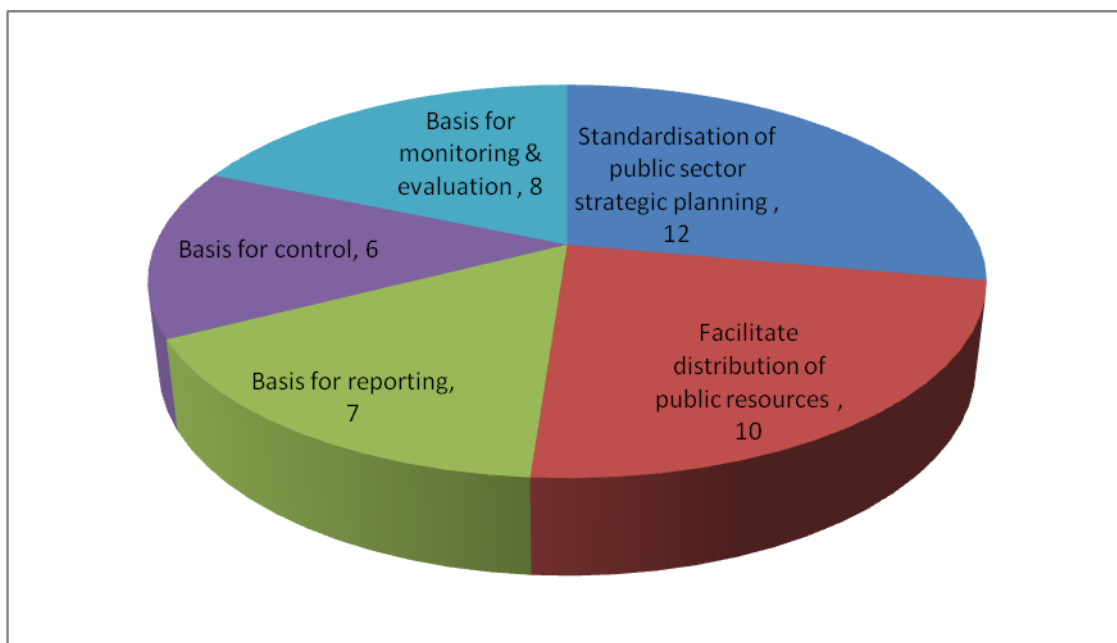 Basis for
monitoring &
evaluation , 8
Standardisation of
public sector
strategic planning ,
12
Basis for control, 6
Facilitate
distribution of
public resources ,
10
Basis for reporting,
7